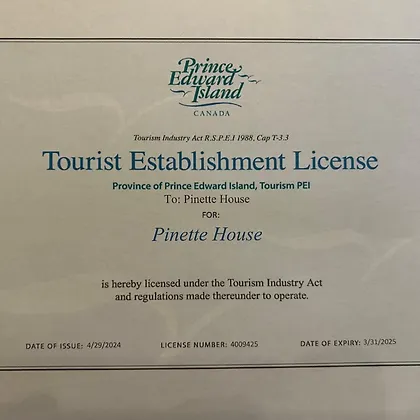 Prince
Edward
Island
CANADA
Tourism Industry Act R.S.P.E.I 1988, Cap T-3.3
Tourist Establishment License
Province of Prince Edward Island, Tourism PEI
To: Pinette House
FOR:
Pinette House
is hereby licensed under the Tourism Industry Act
and regulations made thereunder to operate.
DATE OF ISSUE: 4/29/2024 LICENSE NUMBER: 4009425 DATE OF EXPIRY: 3/31/2025